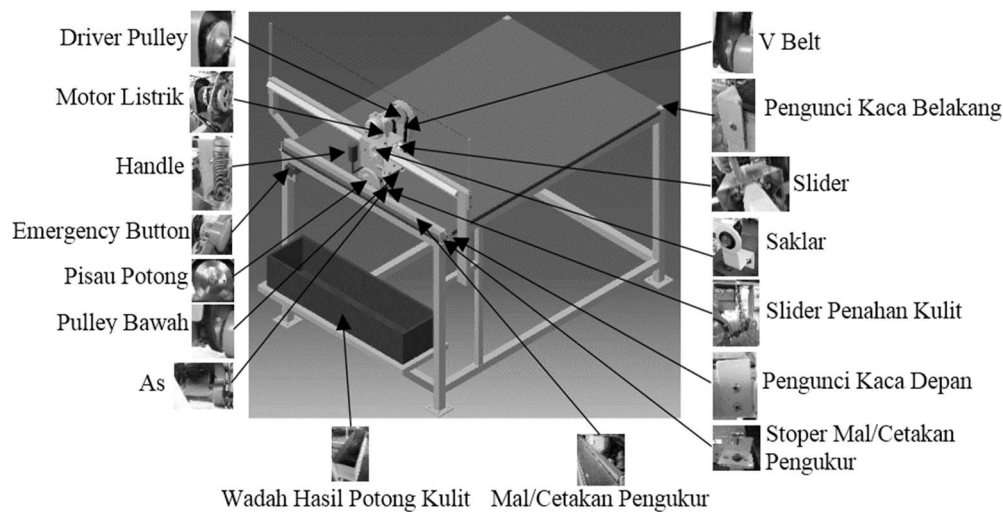 Driver Pulley
Motor Listrik
Handle
Emergency Button
Pisau Potong
Pulley Bawah
As
Wadah Hasil Potong Kulit
Mal/Cetakan Pengukur
V Belt
Pengunci Kaca Belakang
Slider
Saklar
Slider Penahan Kulit
Pengunci Kaca Depan
Stoper Mal/Cetakan
Pengukur